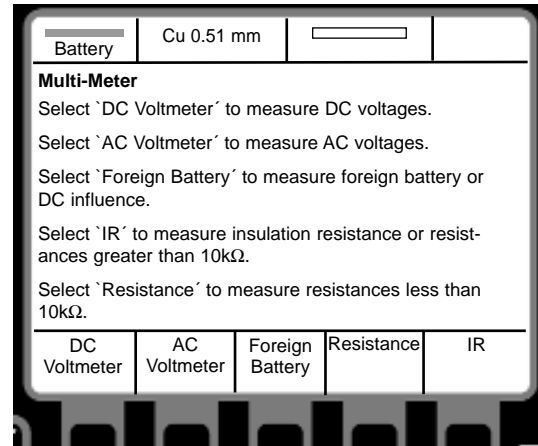 Battery
Cu 0.51 mm
Multi-Meter
Select `DC Voltmeter´ to measure DC voltages.
Select `AC Voltmeter´ to measure AC voltages.
Select `Foreign Battery´ to measure foreign battery or
DC influence.
Select `IR´ to measure insulation resistance or resist-
ances greater than 10kΩ.
Select `Resistance´ to measure resistances less than
10kΩ.
DC
Voltmeter
AC
Voltmeter
Foreign
Battery
Resistance
IR